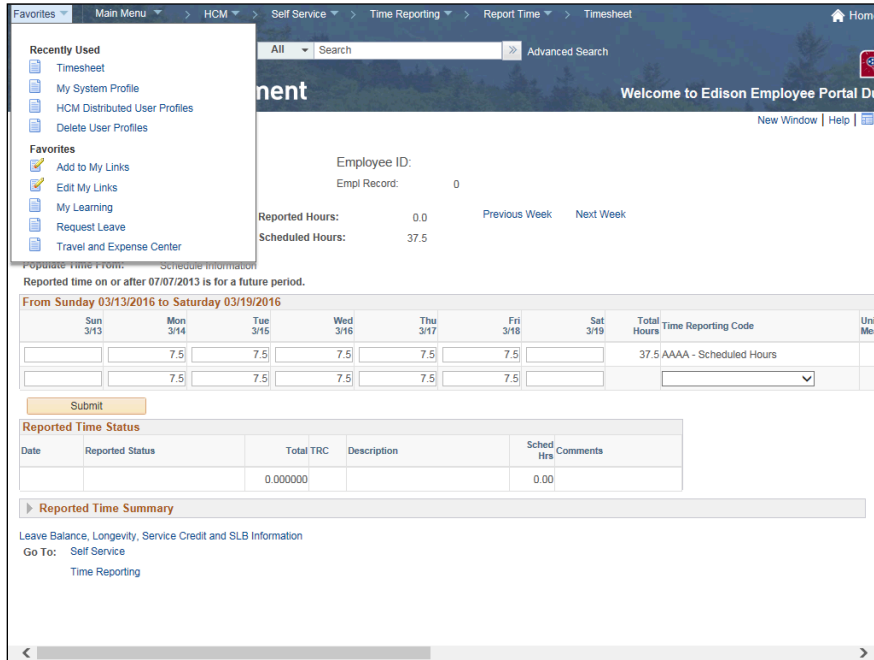 Favorites Main Menu > HCM > Self Service > Time Reporting > Report Time > Timesheet Home
Recently Used
Timesheet
My System Profile
HCM Distributed User Profiles
Delete User Profiles
Favorites
Add to My Links
Edit My Links
My Learning
Request Leave
Travel and Expense Center
All Search » Advanced Search
ment Welcome to Edison Employee Portal Du
New Window | Help |
Employee ID:
Empl Record: 0
Reported Hours: 0.0 Previous Week Next Week
Scheduled Hours: 37.5
Populate Time From: Schedule Information
Reported time on or after 07/07/2013 is for a future period.
From Sunday 03/13/2016 to Saturday 03/19/2016
Sun Mon Tue Wed Thu Fri Sat Total Time Reporting Code Uni
3/13 3/14 3/15 3/16 3/17 3/18 3/19 Hours Me
7.5 7.5 7.5 7.5 7.5 37.5 AAAA - Scheduled Hours
7.5 7.5 7.5 7.5 7.5
Submit
Reported Time Status
Date Reported Status Total TRC Description Sched Hrs Comments
0.000000 0.00
Reported Time Summary
Leave Balance, Longevity, Service Credit and SLB Information
Go To: Self Service
Time Reporting